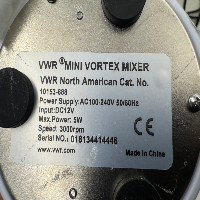 VWR® MINI VORTEX MIXER
VWR North American Cat. No.
10153-688
Power Supply:AC100-240V 50/60Hz
Input:DC12V
Max.Power: 5W
Speed: 3000rpm
Serial NO.: 018134414446
www.vwr.com
Made in China
CE